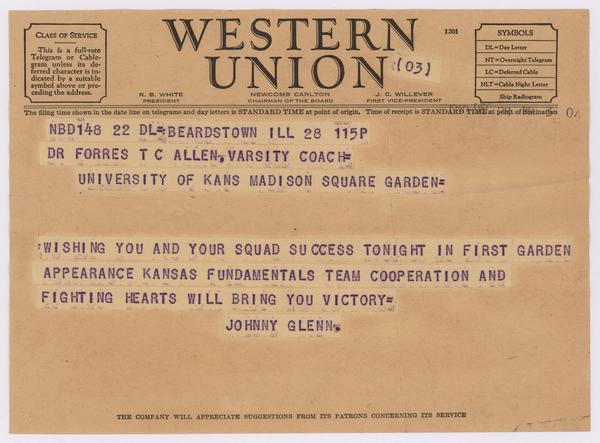 CLASS OF SERVICE
This is a full-rate
Telegram or Cable-
gram unless its de-
ferred character is in-
dicated by a suitable
symbol above or pre-
ceding the address.
WESTERN
UNION
(03)
1201
SYMBOLS
DL=Day Letter
NT=Overnight Telegram
LC=Deferred Cable
NLT=Cable Night Letter
Ship Radiogram
R. B. WHITE
PRESIDENT
NEWCOMB CARLTON
CHAIRMAN OF THE BOARD
J. C. WILLEVER
FIRST VICE-PRESIDENT
The filing time shown in the date line on telegrams and day letters is STANDARD TIME at point of origin. Time of receipt is STANDARD TIME at point of destination
NBD148 22 DL=BEARDSTOWN ILL 28 115P
DR FORRES T C ALLEN, VARSITY COACH=
UNIVERSITY OF KANS MADISON SQUARE GARDEN=
WISHING YOU AND YOUR SQUAD SUCCESS TONIGHT IN FIRST GARDEN
APPEARANCE KANSAS FUNDAMENTALS TEAM COOPERATION AND
FIGHTING HEARTS WILL BRING YOU VICTORY=
JOHNNY GLENN.
THE COMPANY WILL APPRECIATE SUGGESTIONS FROM ITS PATRONS CONCERNING ITS SERVICE